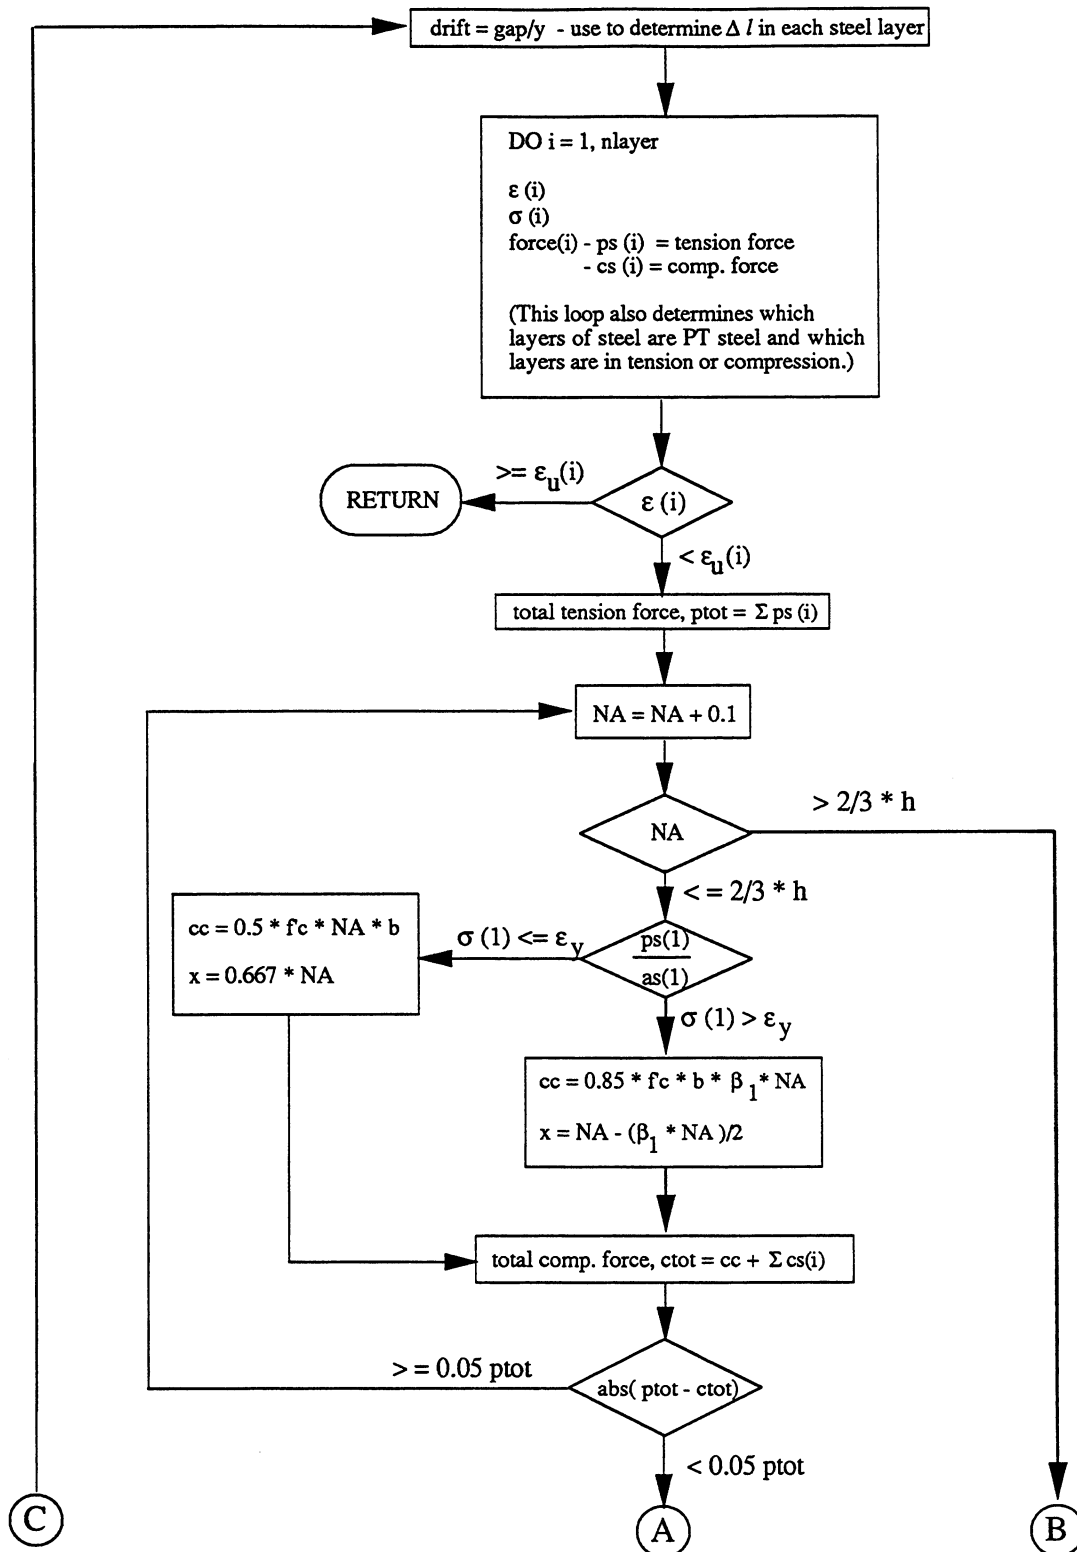 drift = gap/y - use to determine Δ l in each steel layer
DO i = 1, nlayer
ε (i)
σ (i)
force(i) - ps (i) = tension force
- cs (i) = comp. force
(This loop also determines which
layers of steel are PT steel and which
layers are in tension or compression.)
>= εu(i)
RETURN
ε (i)
< εu(i)
total tension force, ptot = Σ ps (i)
NA = NA + 0.1
> 2/3 * h
NA
< = 2/3 * h
cc = 0.5 * f'c * NA * b
x = 0.667 * NA
σ (1) <= εy
ps(1)
as(1)
σ (1) > εy
cc = 0.85 * f'c * b * β1 * NA
x = NA - (β1 * NA )/2
total comp. force, ctot = cc + Σ cs(i)
> = 0.05 ptot
abs( ptot - ctot)
< 0.05 ptot
C
A
B